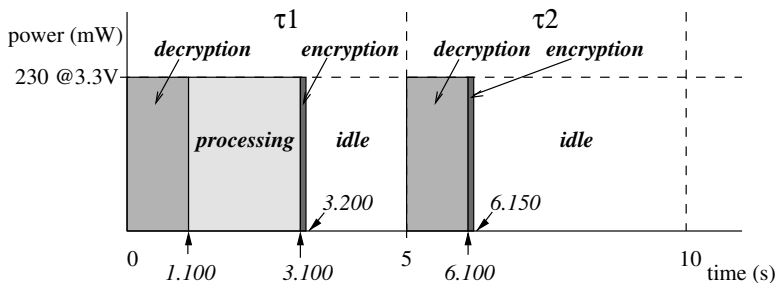 τ1
τ2
power (mW)
decryption
encryption
decryption
encryption
230 @3.3V
processing
idle
idle
3.200
6.150
0
5
10
1.100
3.100
6.100
time (s)